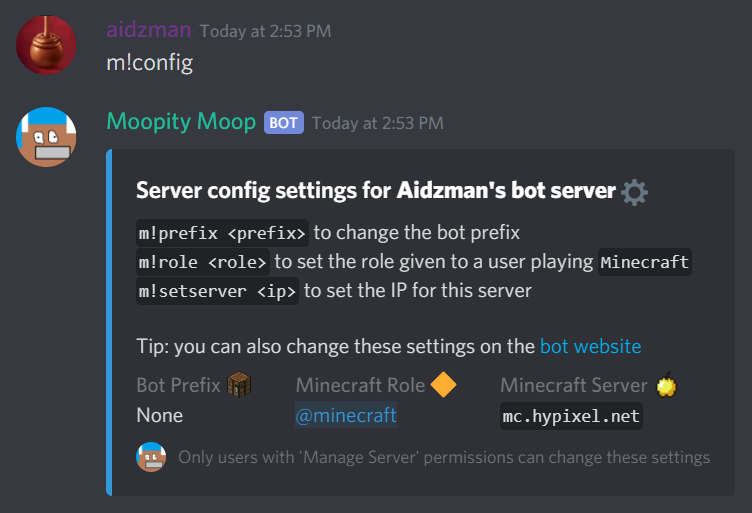 aidzman Today at 2:53 PM
m!config
Moopity Moop BOT Today at 2:53 PM
Server config settings for Aidzman's bot server
m!prefix <prefix> to change the bot prefix
m!role <role> to set the role given to a user playing Minecraft
m!setserver <ip> to set the IP for this server
Tip: you can also change these settings on the bot website
Bot Prefix Minecraft Role Minecraft Server
None @minecraft mc.hypixel.net
Only users with 'Manage Server' permissions can change these settings